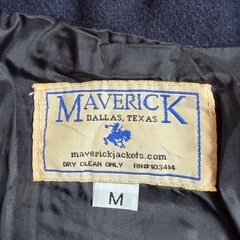 MAVERICK
DALLAS, TEXAS
maverickjackets.com
DRY CLEAN ONLY RN#103414
M